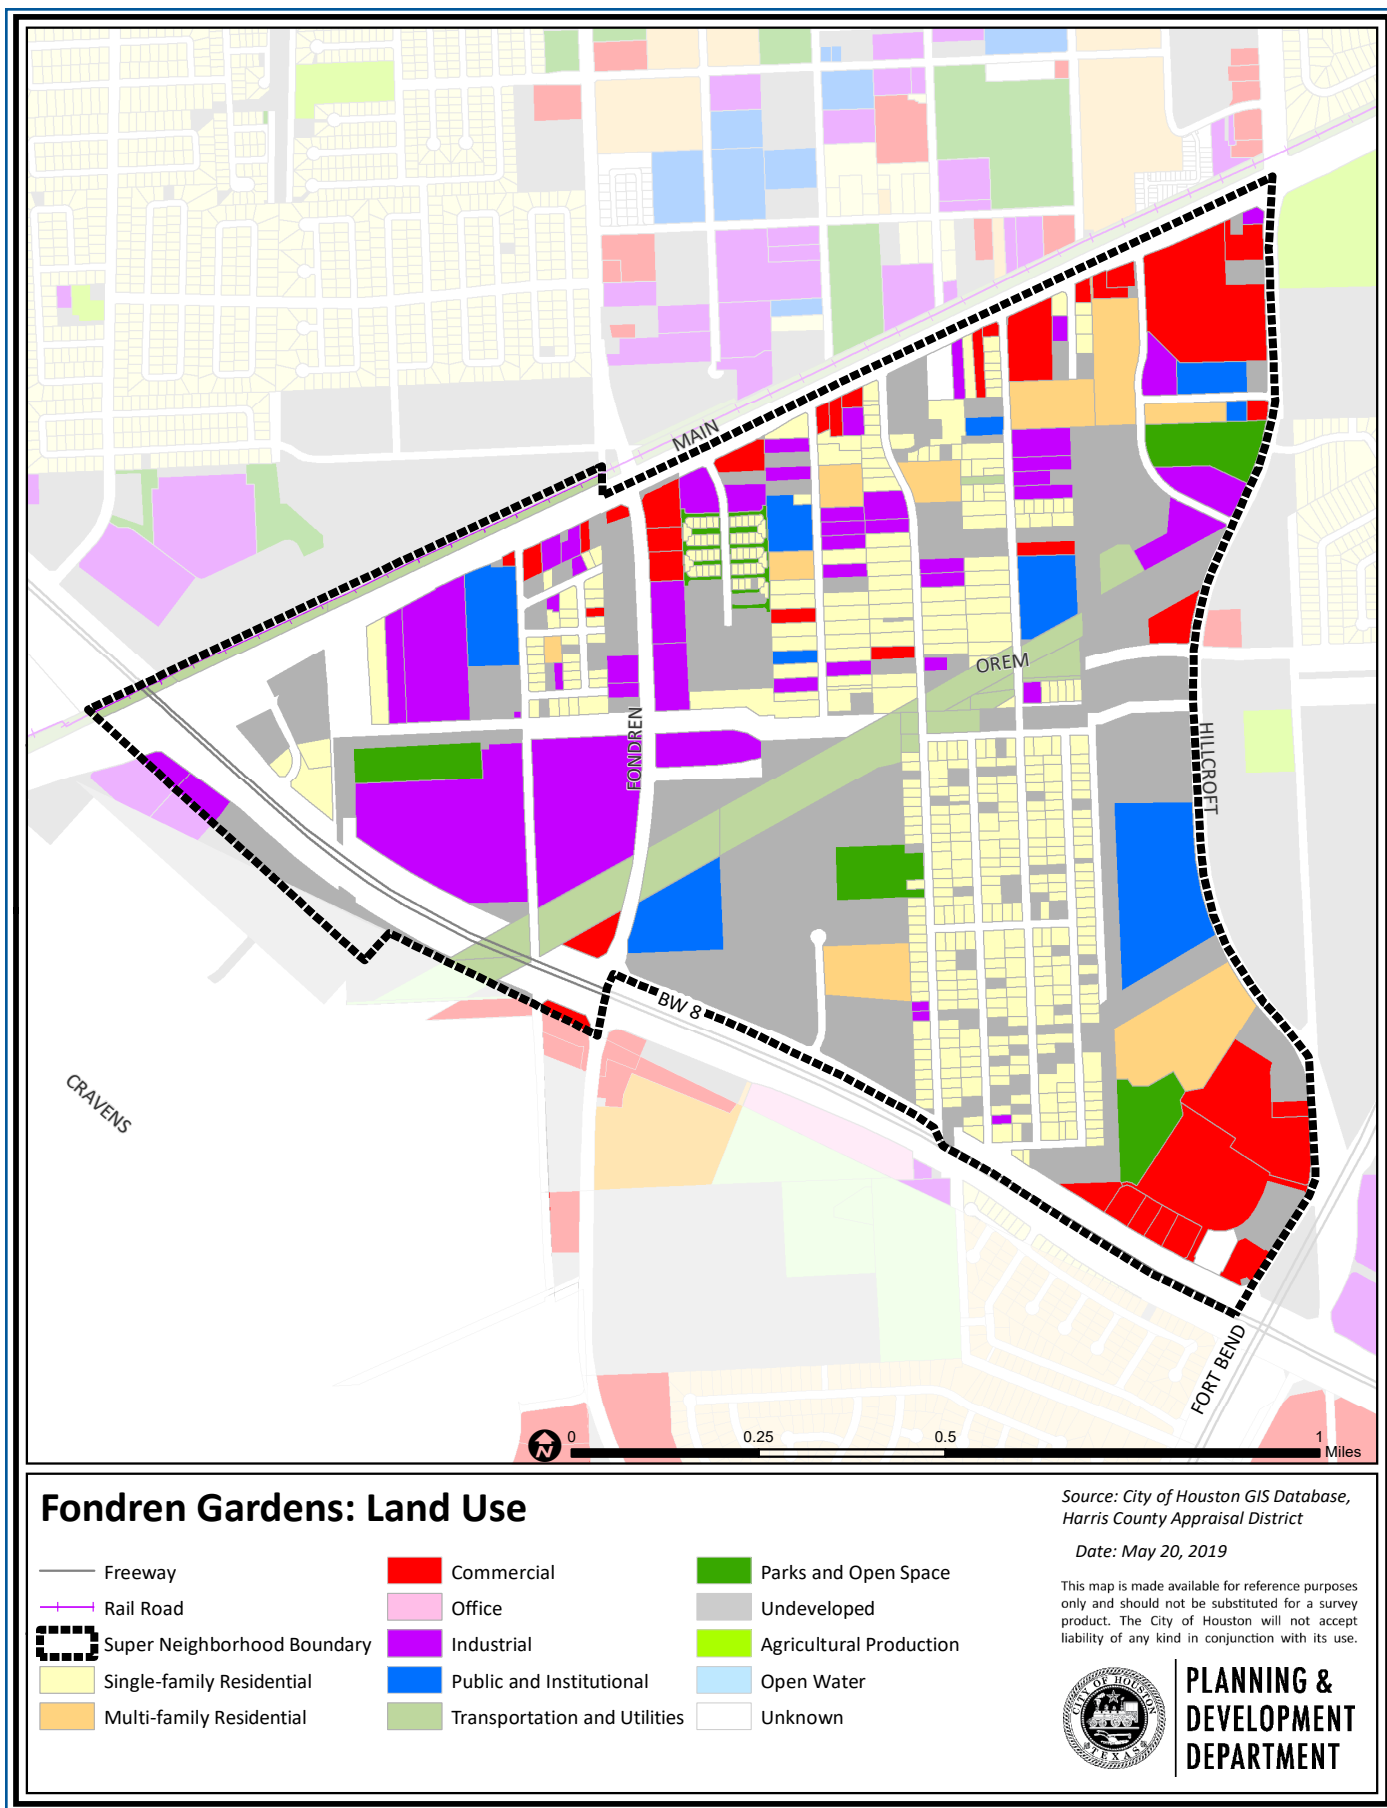 MAIN
OREM
FONDREN
HILLCROFT
BW 8
CRAVENS
FORT BEND
N
0 0.25 0.5 1
Miles
Fondren Gardens: Land Use
Freeway
Rail Road
Super Neighborhood Boundary
Single-family Residential
Multi-family Residential
Commercial
Office
Industrial
Public and Institutional
Transportation and Utilities
Parks and Open Space
Undeveloped
Agricultural Production
Open Water
Unknown
Source: City of Houston GIS Database,
Harris County Appraisal District
Date: May 20, 2019
This map is made available for reference purposes
only and should not be substituted for a survey
product. The City of Houston will not accept
liability of any kind in conjunction with its use.
CITY OF HOUSTON
TEXAS
PLANNING &
DEVELOPMENT
DEPARTMENT